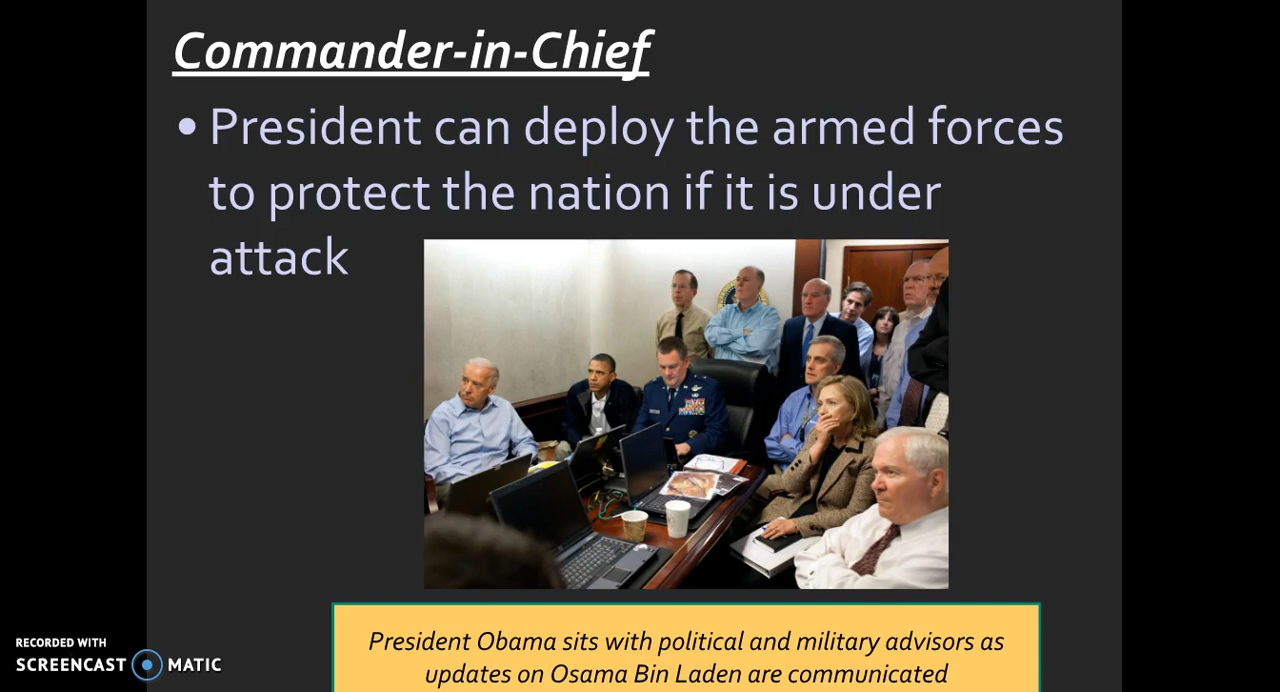 Commander-in-Chief
• President can deploy the armed forces
to protect the nation if it is under
attack
President Obama sits with political and military advisors as
updates on Osama Bin Laden are communicated
RECORDED WITH
SCREENCAST MATIC